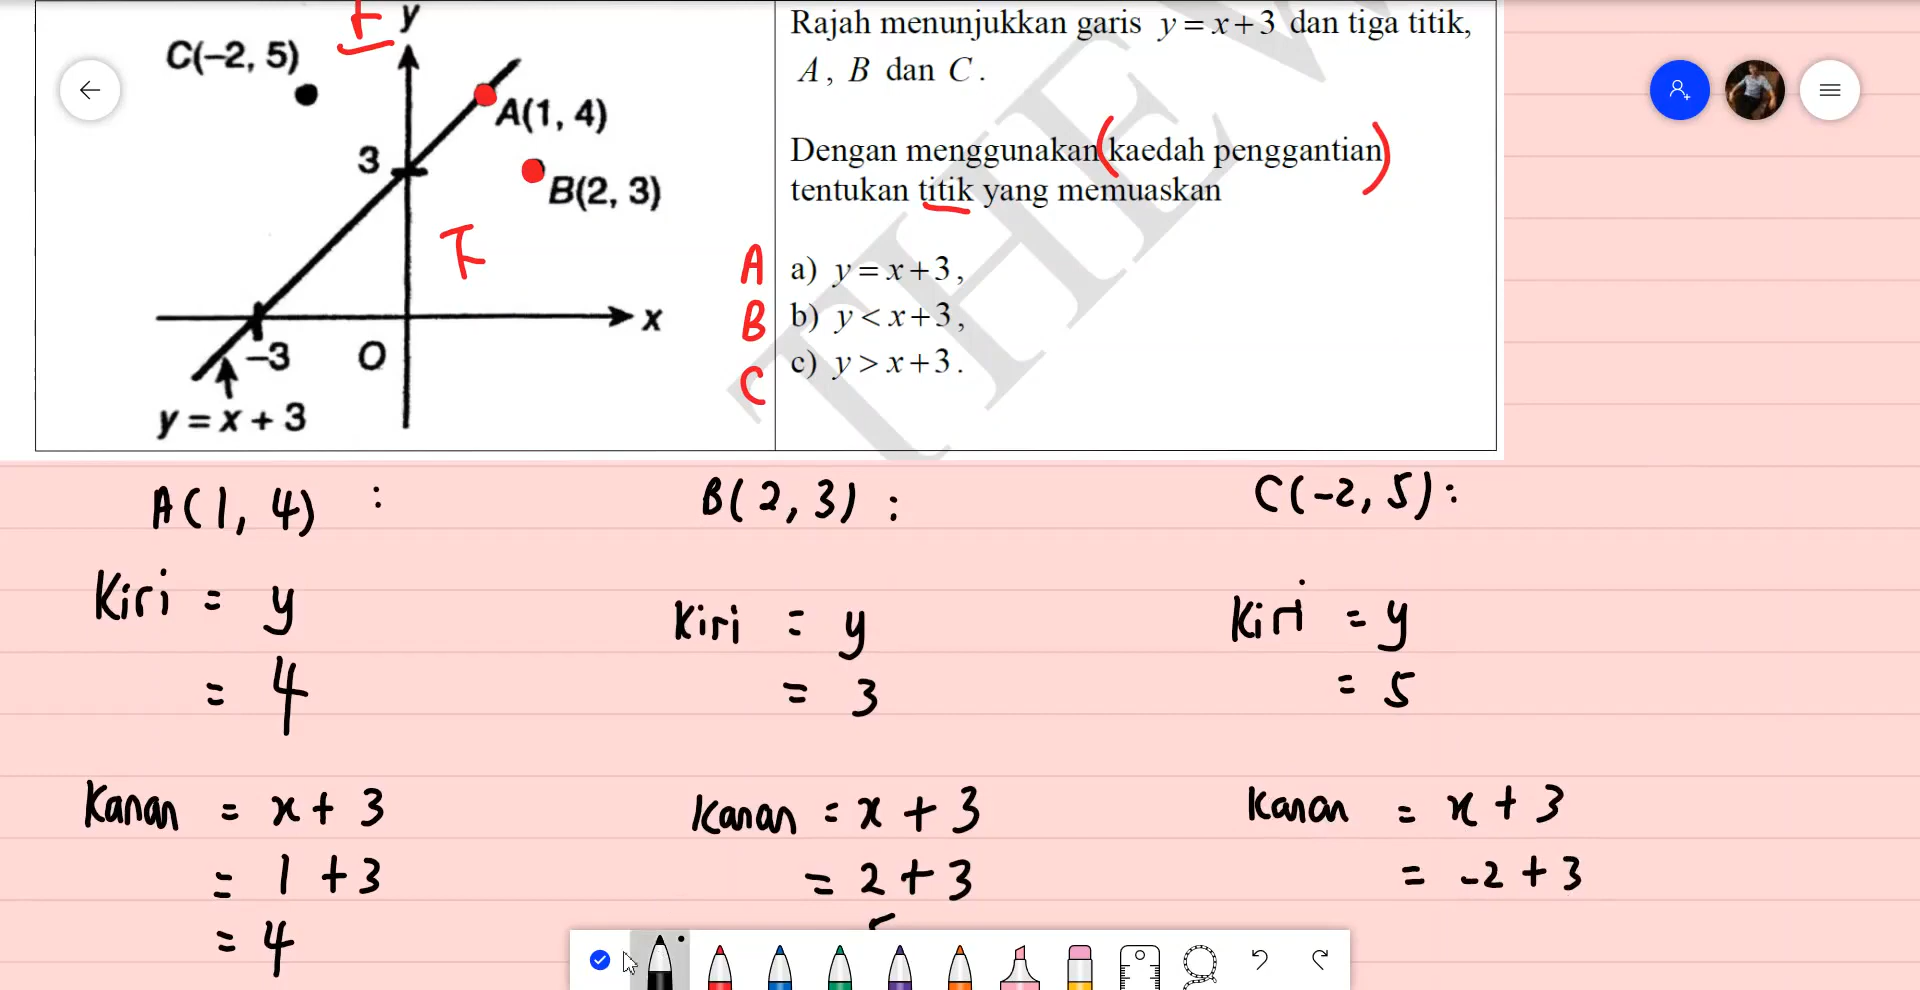 C(−2, 5)
y
A(1, 4)
3
B(2, 3)
x
−3
O
y = x + 3
Rajah menunjukkan garis y = x + 3 dan tiga titik,
A, B dan C.
Dengan menggunakan (kaedah penggantian)
tentukan titik yang memuaskan
A a) y = x + 3,
B b) y < x + 3,
C c) y > x + 3.
THE
A(1, 4) :
Kiri = y
= 4
Kanan = x + 3
= 1 + 3
= 4
B(2, 3) :
Kiri = y
= 3
Kanan = x + 3
= 2 + 3
C(-2, 5) :
Kiri = y
= 5
Kanan = x + 3
= -2 + 3